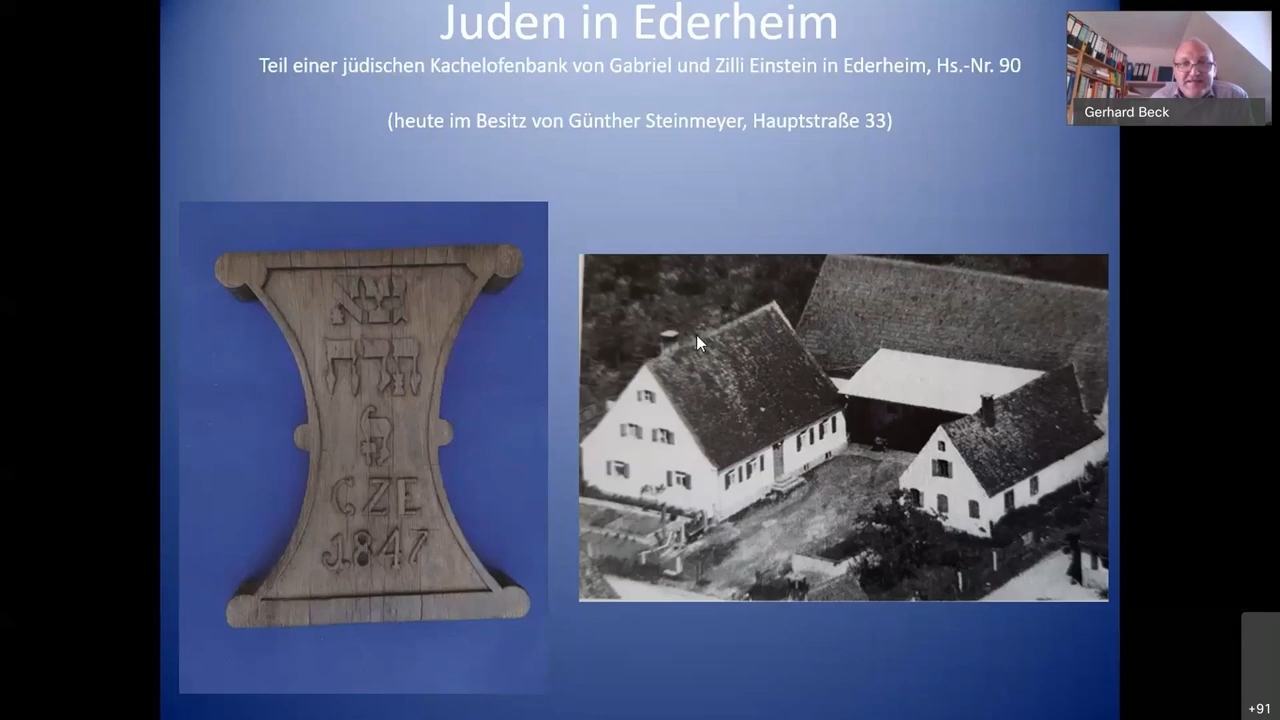 Juden in Ederheim
Teil einer jüdischen Kachelofenbank von Gabriel und Zilli Einstein in Ederheim, Hs.-Nr. 90
(heute im Besitz von Günther Steinmeyer, Hauptstraße 33)
Gerhard Beck
GZE
1847
+91